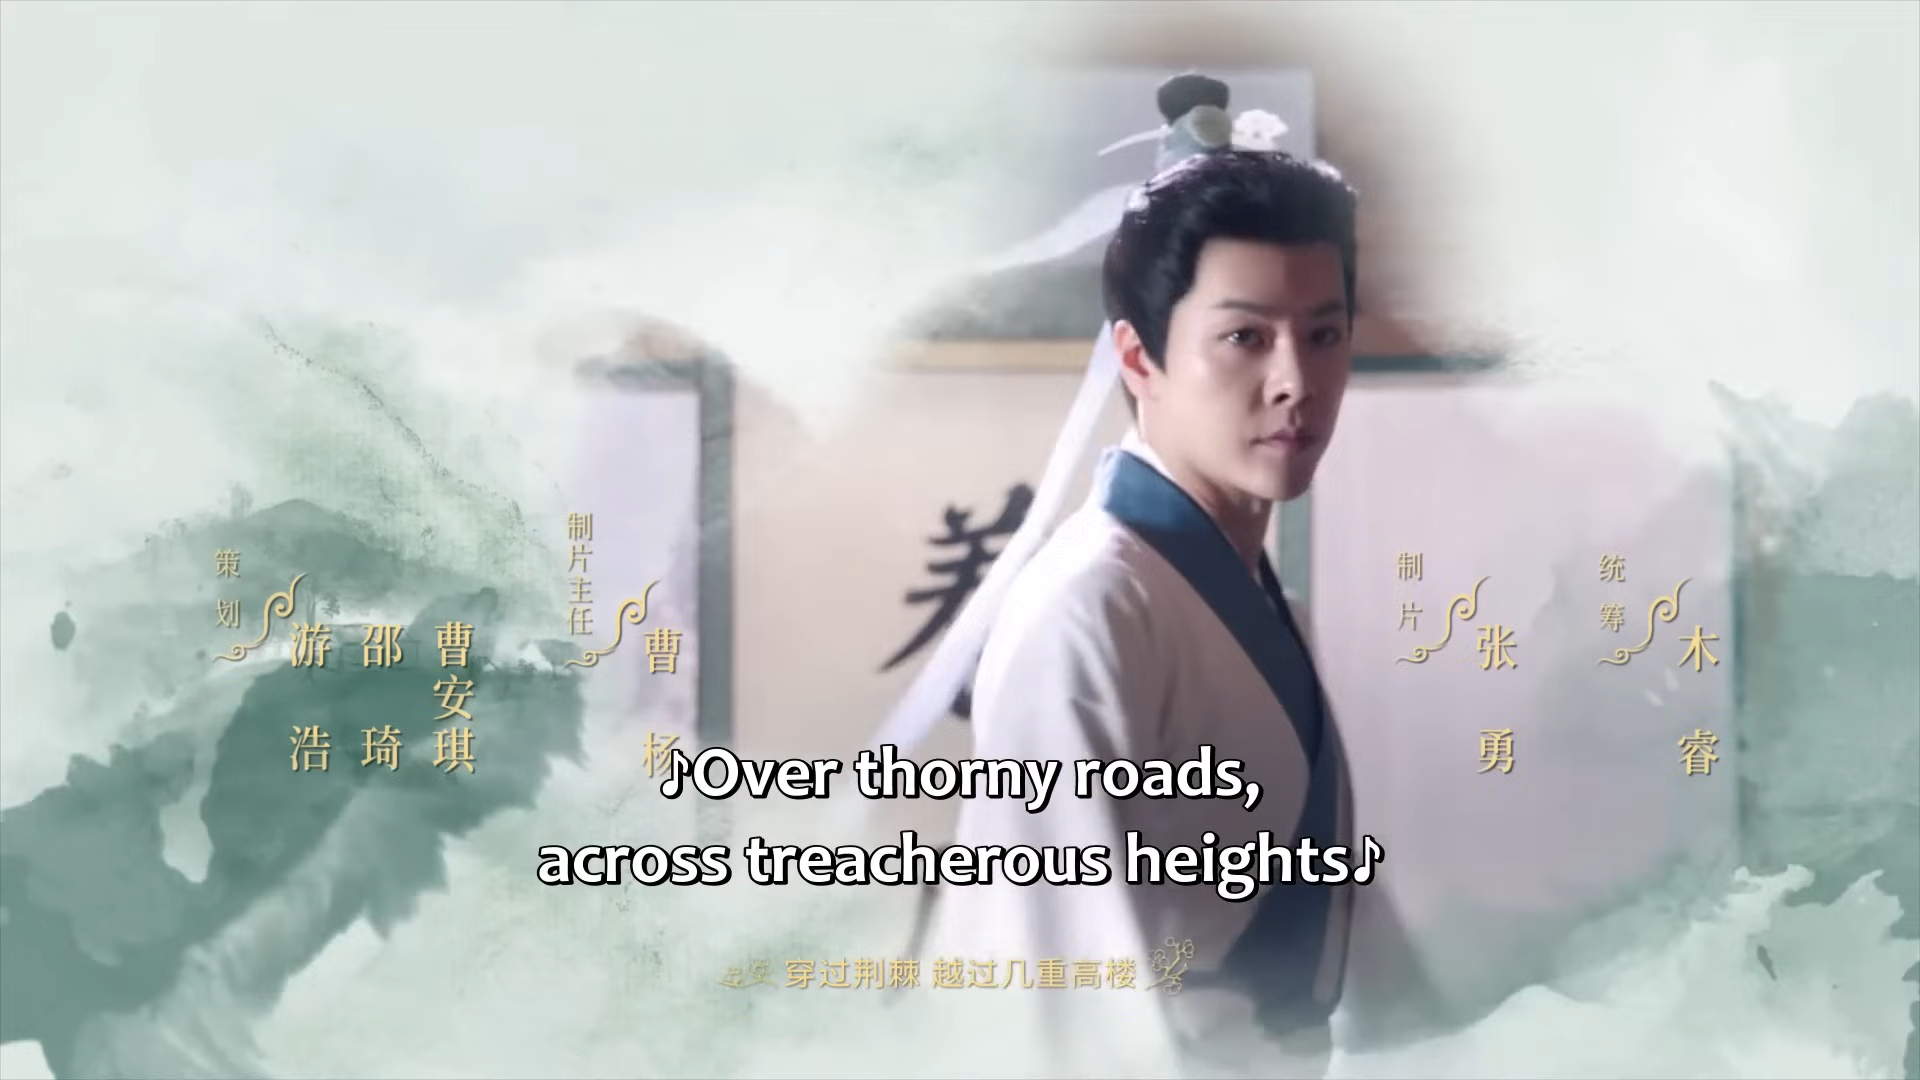 策划
游浩
邵琦
曹安琪
制片主任
曹杨
制片
张勇
统筹
木睿
♪Over thorny roads,
across treacherous heights♪
穿过荆棘 越过几重高楼